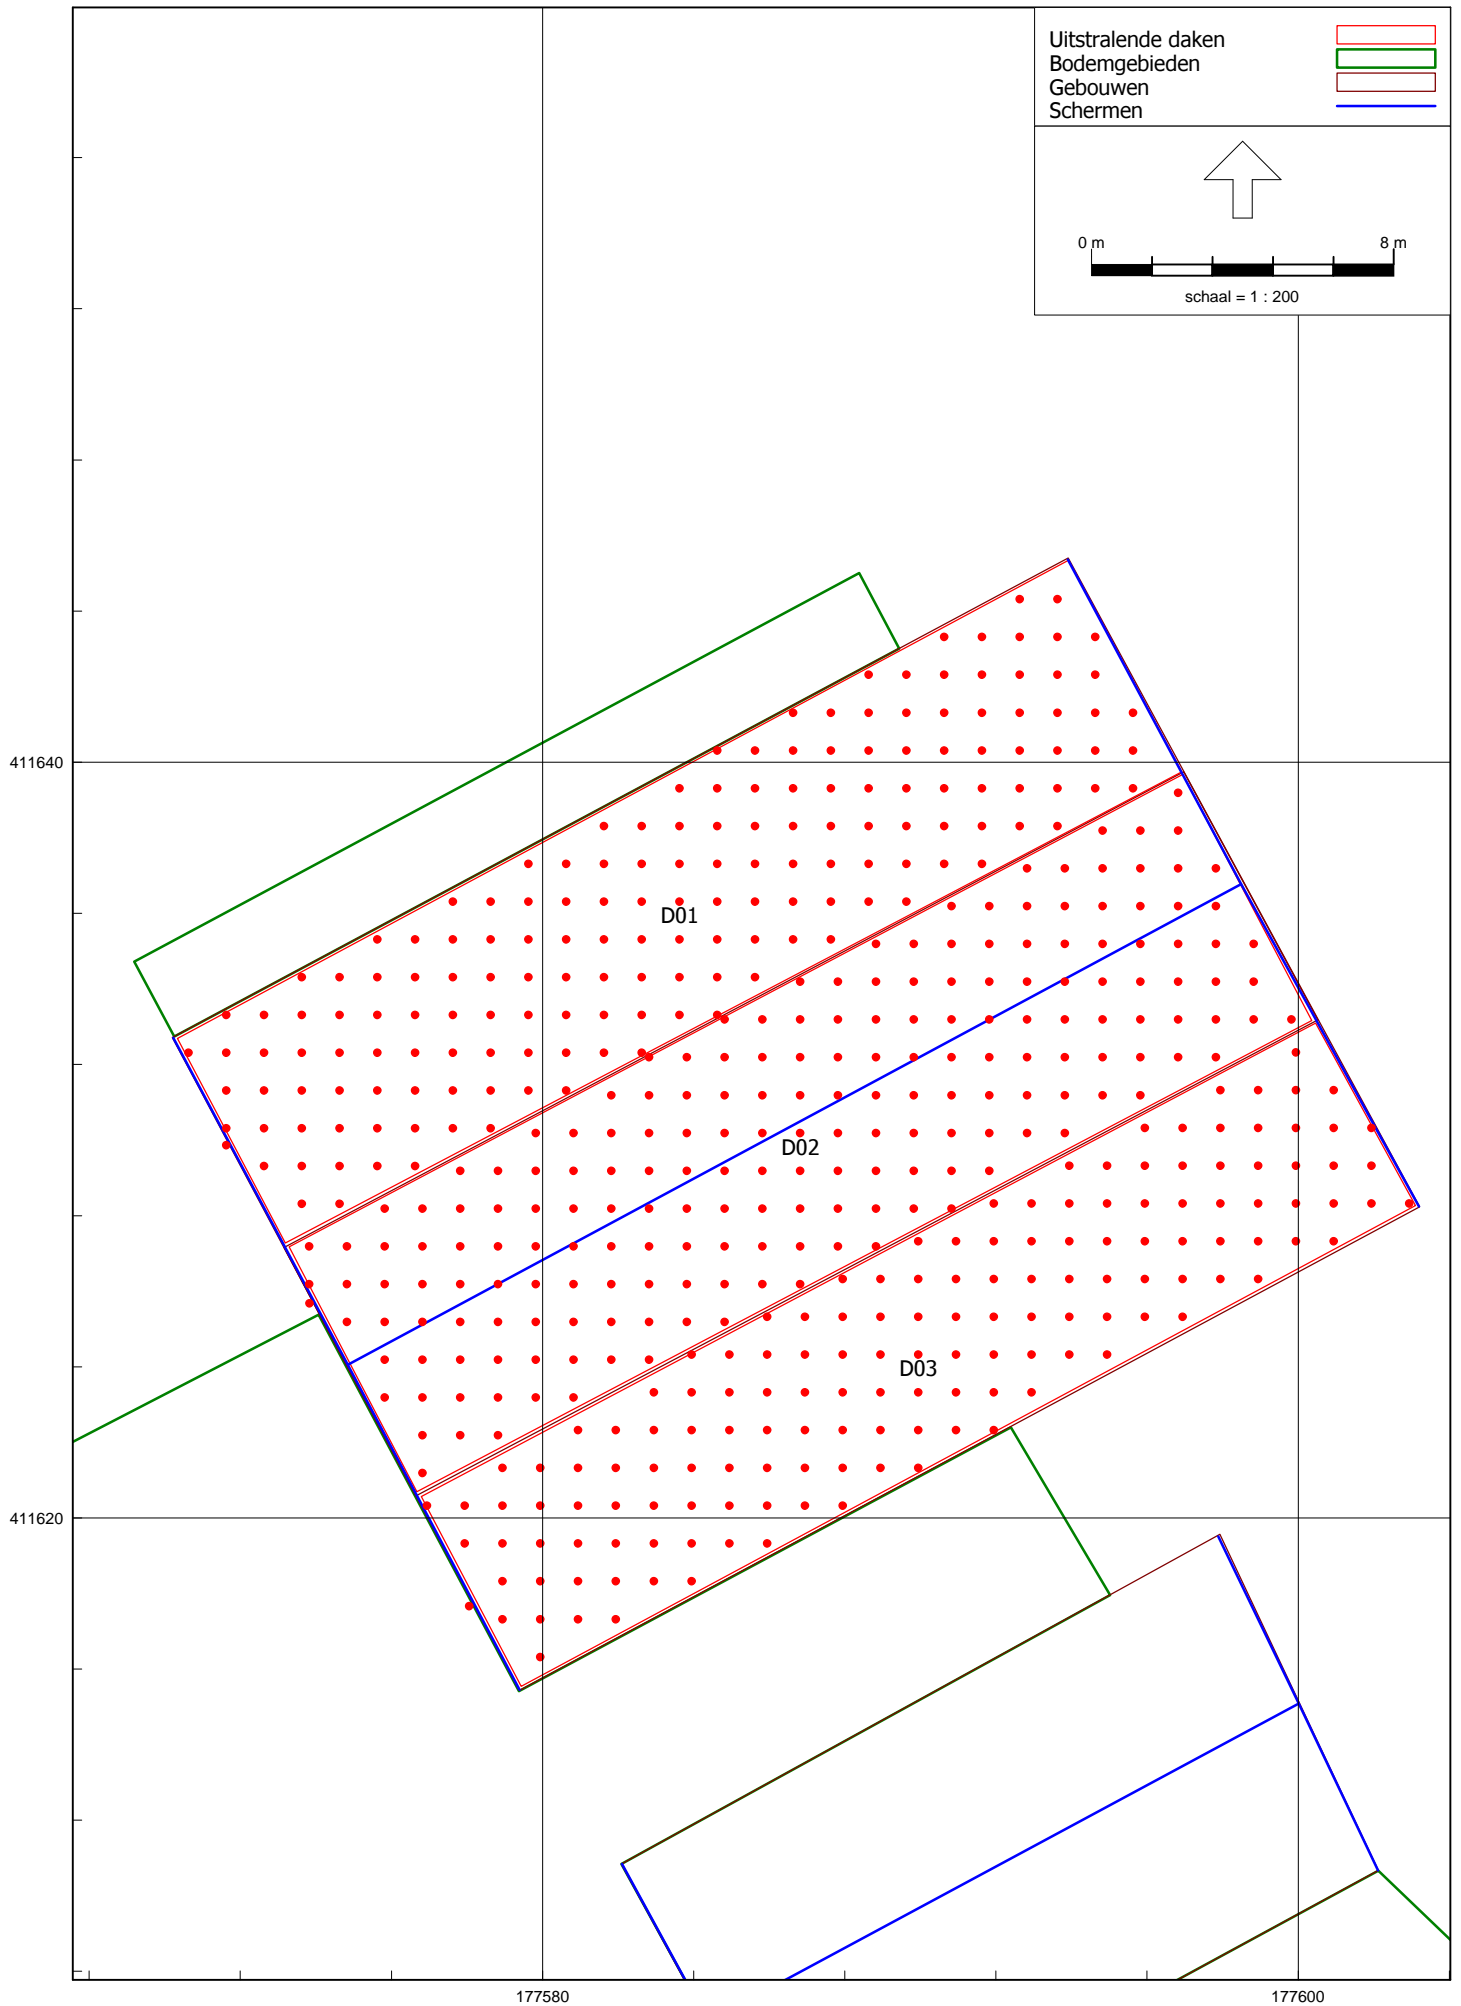 Uitstralende daken
Bodemgebieden
Gebouwen
Schermen
0 m 8 m
schaal = 1 : 200
411640
D01
D02
D03
411620
177580 177600